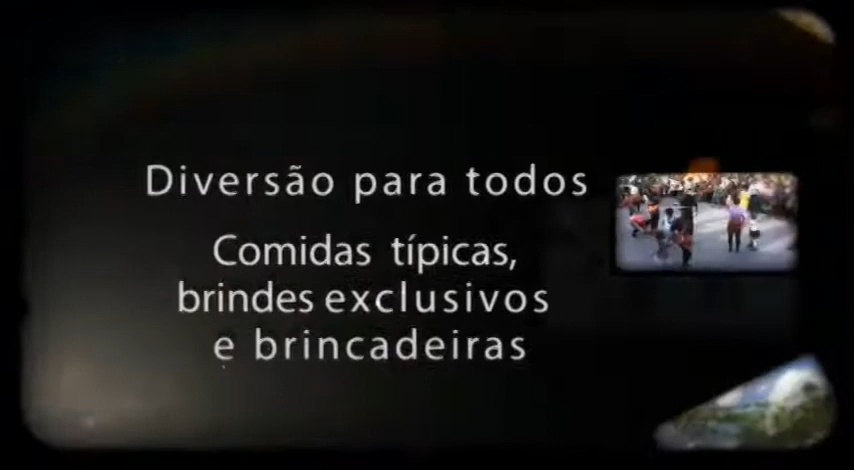 Diversão para todos
Comidas típicas,
brindes exclusivos
e brincadeiras